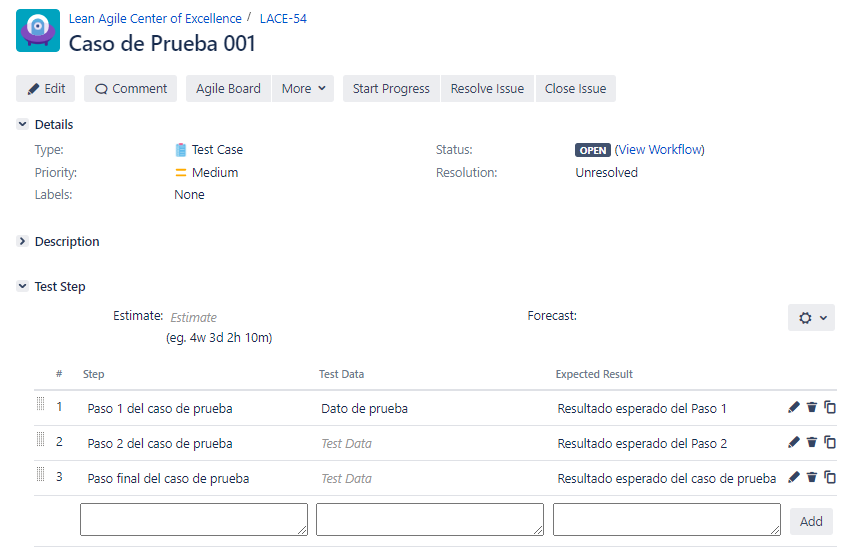 Lean Agile Center of Excellence / LACE-54
Caso de Prueba 001
Edit Comment Agile Board More Start Progress Resolve Issue Close Issue
Details
Type: Test Case Status: OPEN (View Workflow)
Priority: Medium Resolution: Unresolved
Labels: None
Description
Test Step
Estimate: Estimate Forecast:
(eg. 4w 3d 2h 10m)
# Step Test Data Expected Result
1 Paso 1 del caso de prueba Dato de prueba Resultado esperado del Paso 1
2 Paso 2 del caso de prueba Test Data Resultado esperado del Paso 2
3 Paso final del caso de prueba Test Data Resultado esperado del caso de prueba
Add